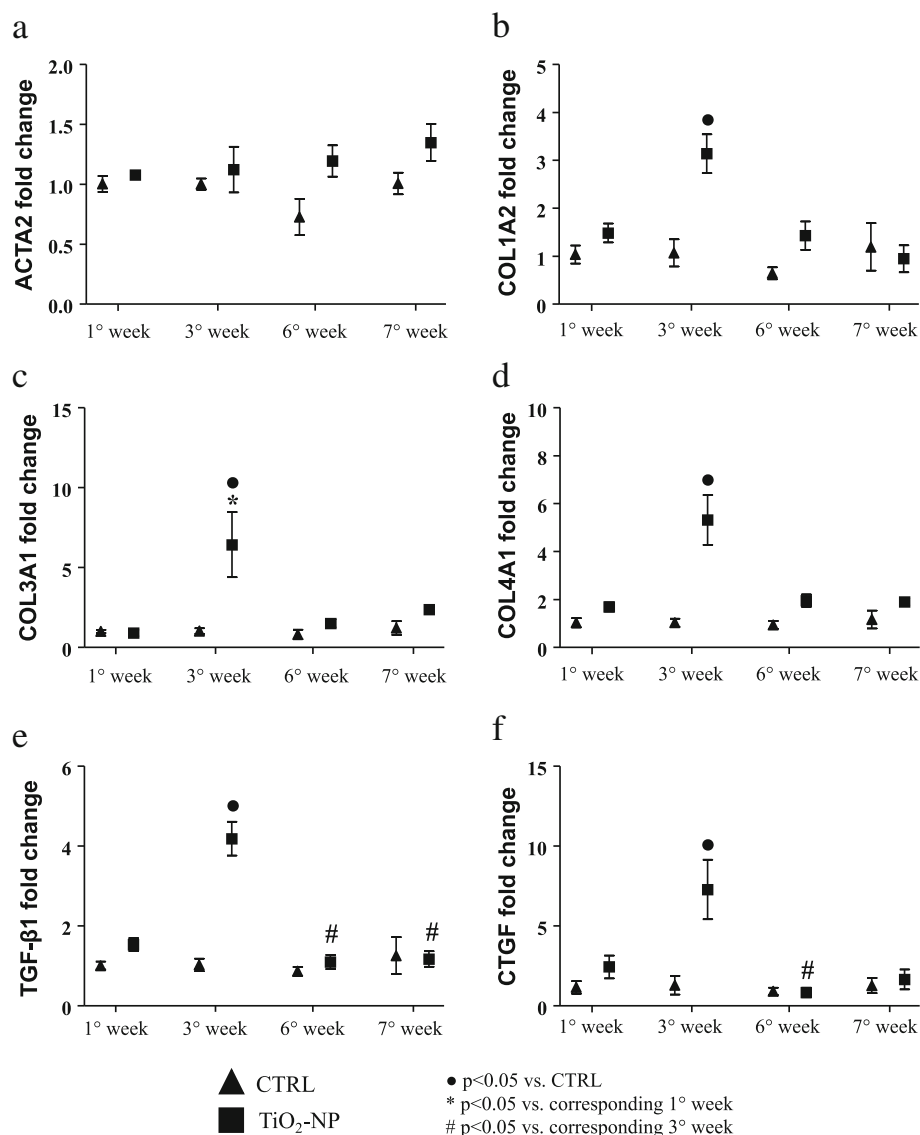 a
ACTA2 fold change
2.0
1.5
1.0
0.5
0.0
1° week 3° week 6° week 7° week
b
COL1A2 fold change
5
4
3
2
1
0
1° week 3° week 6° week 7° week
c
COL3A1 fold change
15
10
5
0
*
1° week 3° week 6° week 7° week
d
COL4A1 fold change
10
8
6
4
2
0
1° week 3° week 6° week 7° week
e
TGF-β1 fold change
6
4
2
0
# #
1° week 3° week 6° week 7° week
f
CTGF fold change
15
10
5
0
#
1° week 3° week 6° week 7° week
▲ CTRL
■ TiO₂-NP
● p<0.05 vs. CTRL
* p<0.05 vs. corresponding 1° week
# p<0.05 vs. corresponding 3° week